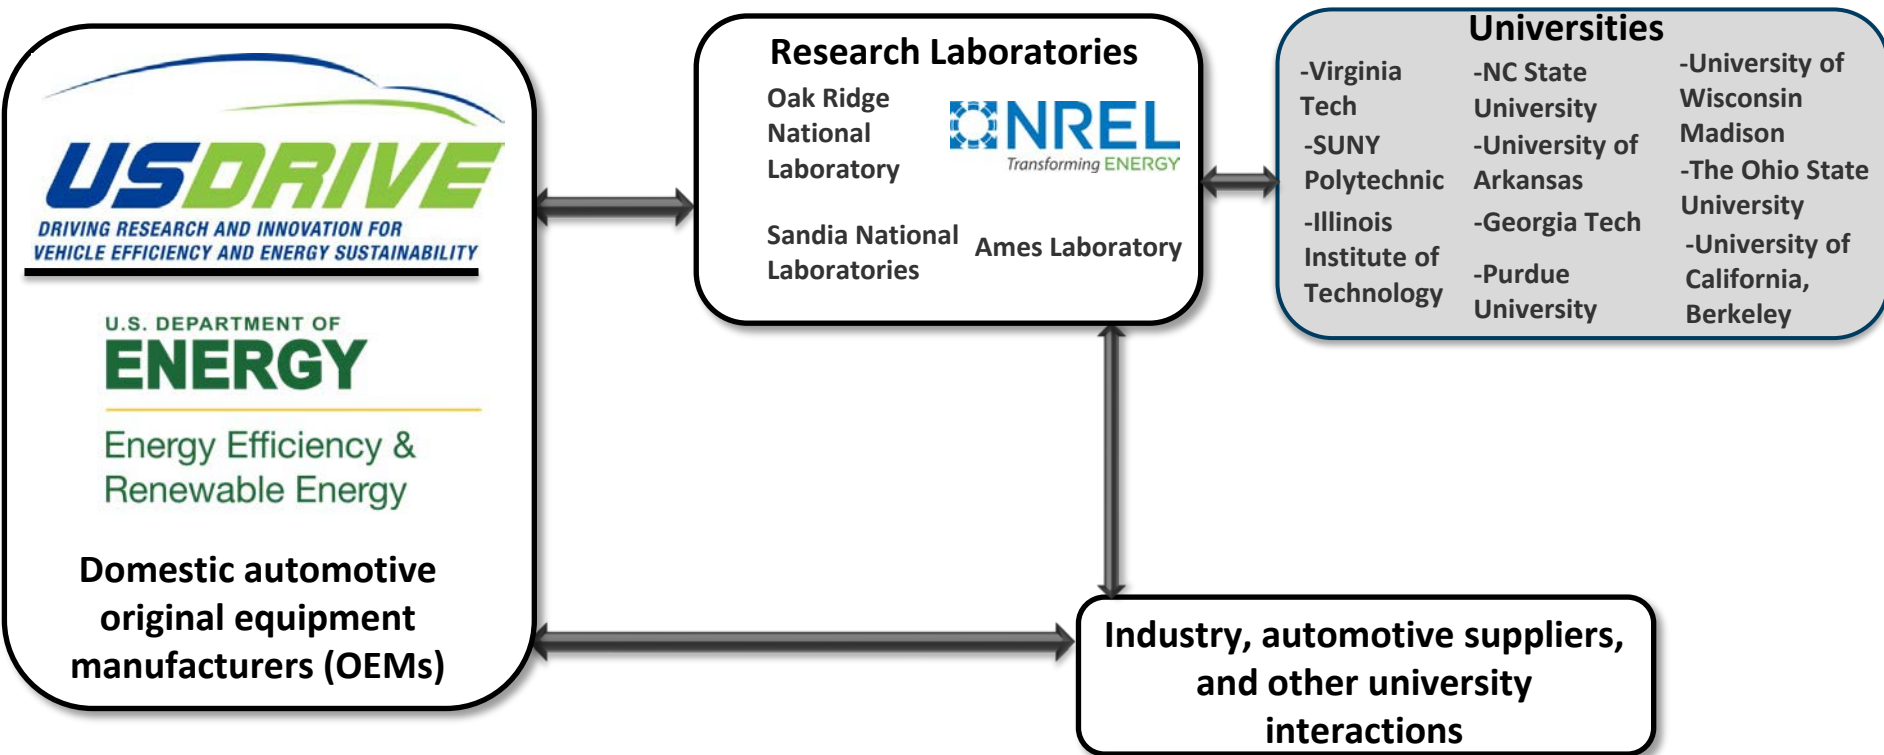 USDRIVE
DRIVING RESEARCH AND INNOVATION FOR
VEHICLE EFFICIENCY AND ENERGY SUSTAINABILITY
U.S. DEPARTMENT OF
ENERGY
Energy Efficiency &
Renewable Energy
Domestic automotive
original equipment
manufacturers (OEMs)
Research Laboratories
Oak Ridge
National
Laboratory
NREL
Transforming ENERGY
Sandia National
Laboratories
Ames Laboratory
Universities
-Virginia
Tech
-SUNY
Polytechnic
-Illinois
Institute of
Technology
-NC State
University
-University of
Arkansas
-Georgia Tech
-Purdue
University
-University of
Wisconsin
Madison
-The Ohio State
University
-University of
California,
Berkeley
Industry, automotive suppliers,
and other university
interactions